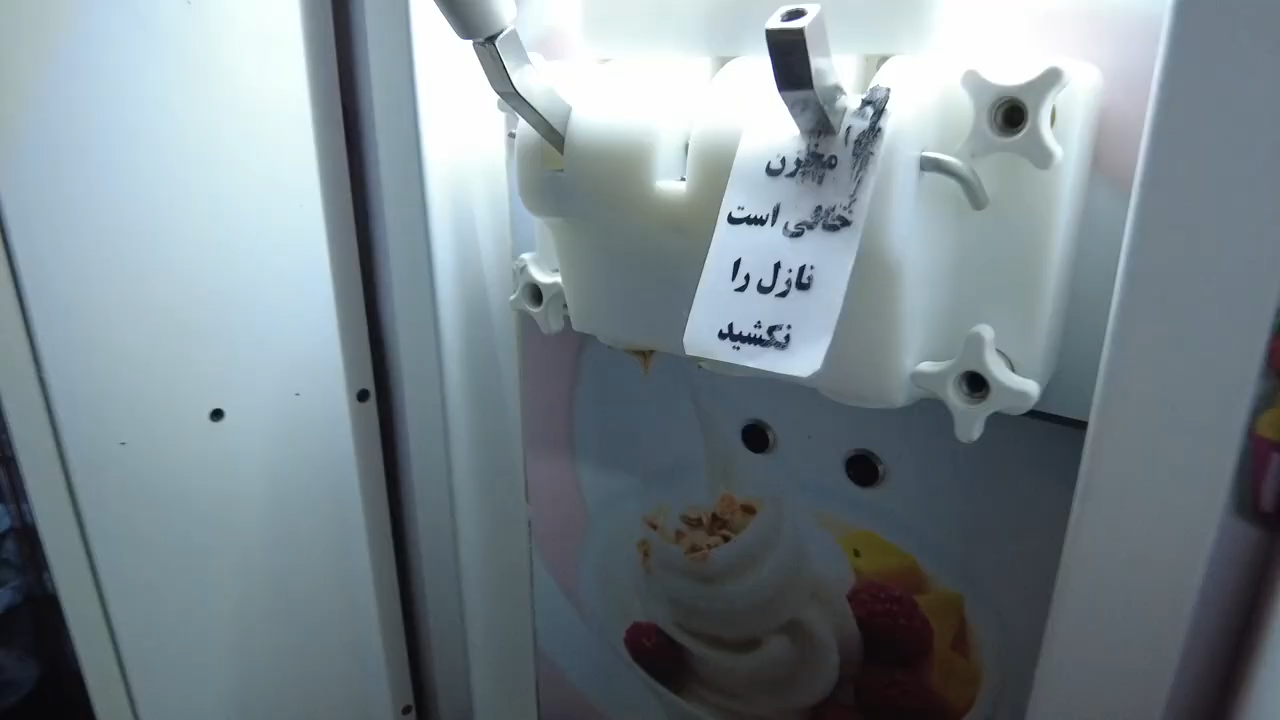 مخزن
خالی است
نازل را
نکشید